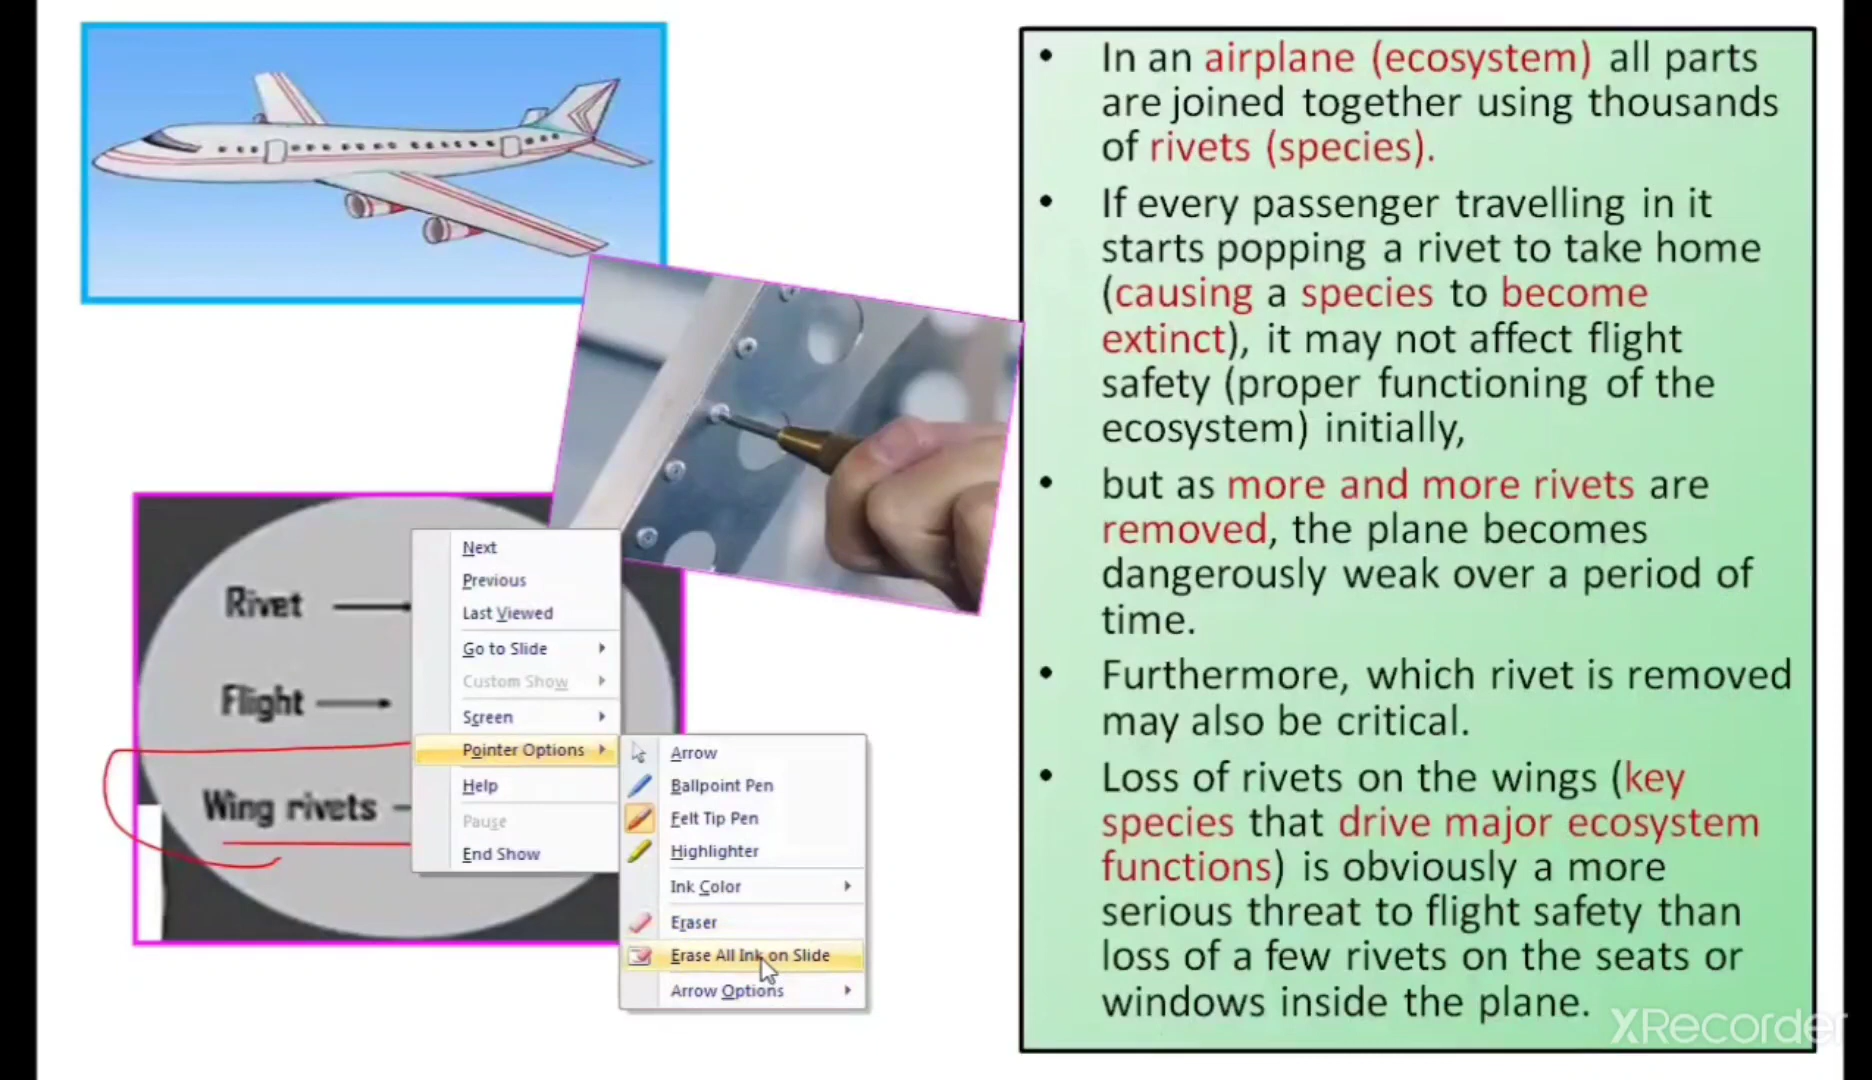 Rivet
Flight
Wing rivets
Next
Previous
Last Viewed
Go to Slide
Custom Show
Screen
Pointer Options
Help
Pause
End Show
Arrow
Ballpoint Pen
Felt Tip Pen
Highlighter
Ink Color
Eraser
Erase All Ink on Slide
Arrow Options
• In an airplane (ecosystem) all parts
are joined together using thousands
of rivets (species).
• If every passenger travelling in it
starts popping a rivet to take home
(causing a species to become
extinct), it may not affect flight
safety (proper functioning of the
ecosystem) initially,
• but as more and more rivets are
removed, the plane becomes
dangerously weak over a period of
time.
• Furthermore, which rivet is removed
may also be critical.
• Loss of rivets on the wings (key
species that drive major ecosystem
functions) is obviously a more
serious threat to flight safety than
loss of a few rivets on the seats or
windows inside the plane.
XRecorder